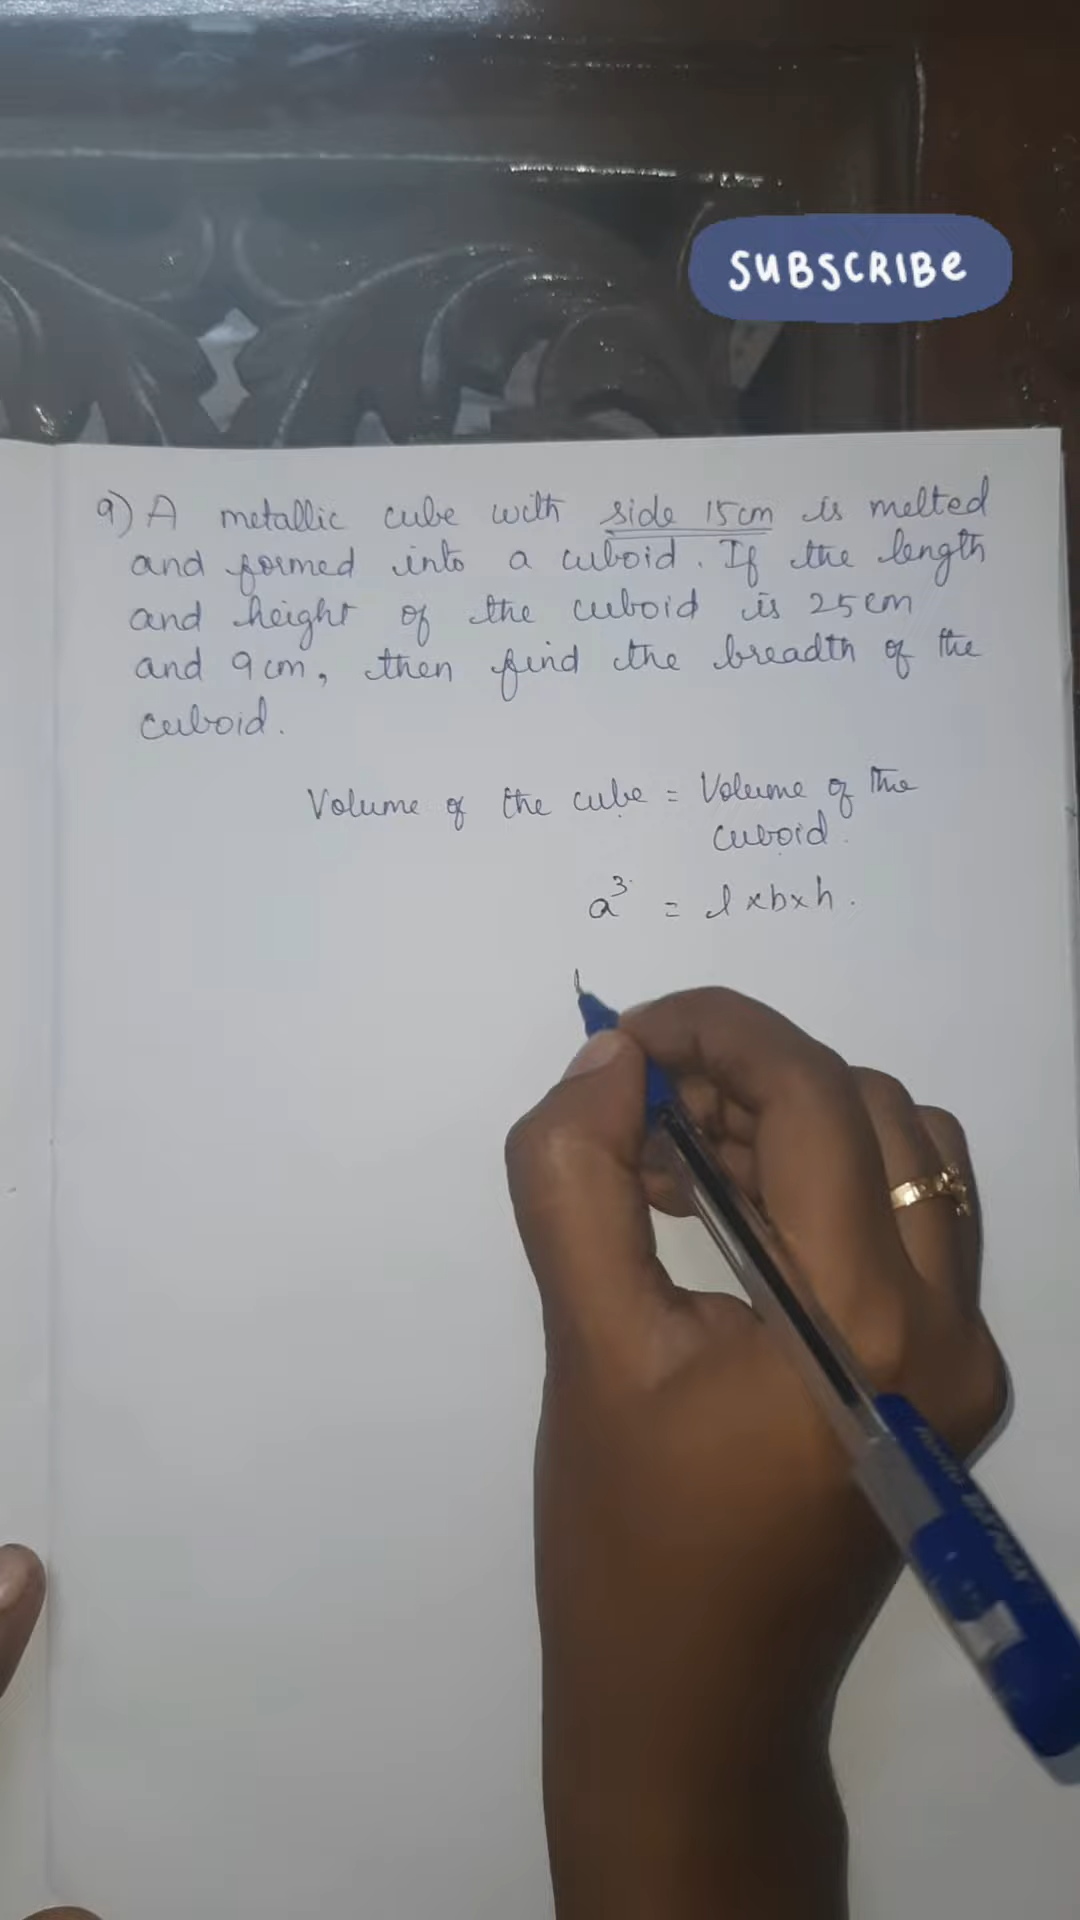 SUBSCRIBe
9) A metallic cube with side 15cm is melted
and formed into a cuboid. If the length
and height of the cuboid is 25cm
and 9cm, then find the breadth of the
cuboid.
Volume of the cube = Volume of the
cuboid.
a³ = l×b×h.